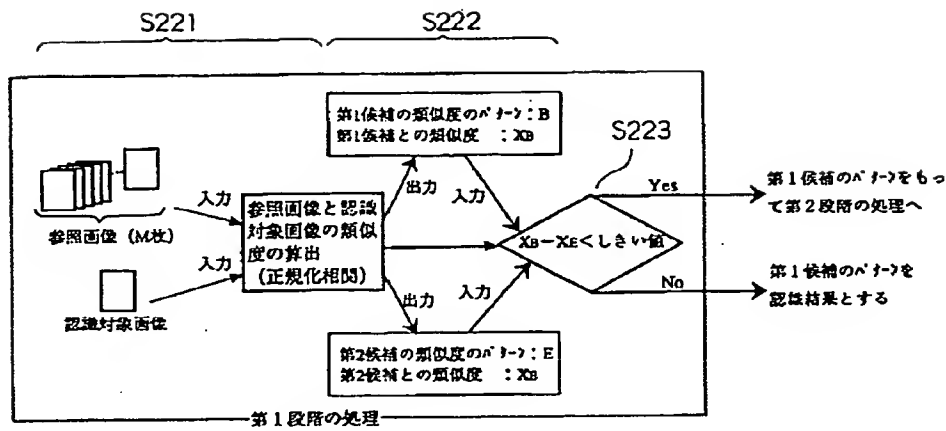 S221
S222
第1候補の類似度のパターン:B
第1候補との類似度 :XB
S223
参照画像 (M枚)
入力
参照画像と認識
対象画像の類似
度の算出
(正規化相関)
出力
入力
XB-XE<しきい値
Yes
第1候補のパターンをもっ
て第2段階の処理へ
入力
認識対象画像
出力
入力
No
第1候補のパターンを
認識結果とする
第2候補の類似度のパターン:E
第2候補との類似度 :XB
第1段階の処理